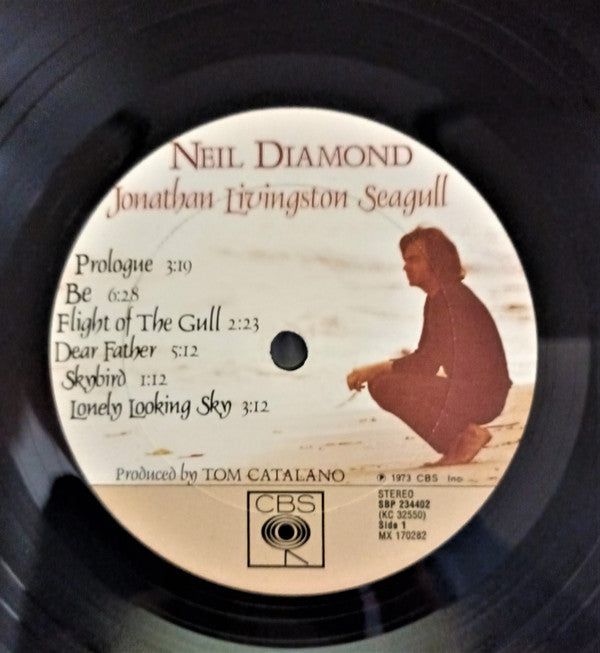 NEIL DIAMOND
Jonathan Livingston Seagull
Prologue 3:19
Be 6:28
Flight of The Gull 2:23
Dear Father 5:12
Skybird 1:12
Lonely Looking Sky 3:12
Produced by TOM CATALANO
℗ 1973 CBS Inc.
CBS
STEREO
SBP 234402
(KC 32550)
Side 1
MX 170282